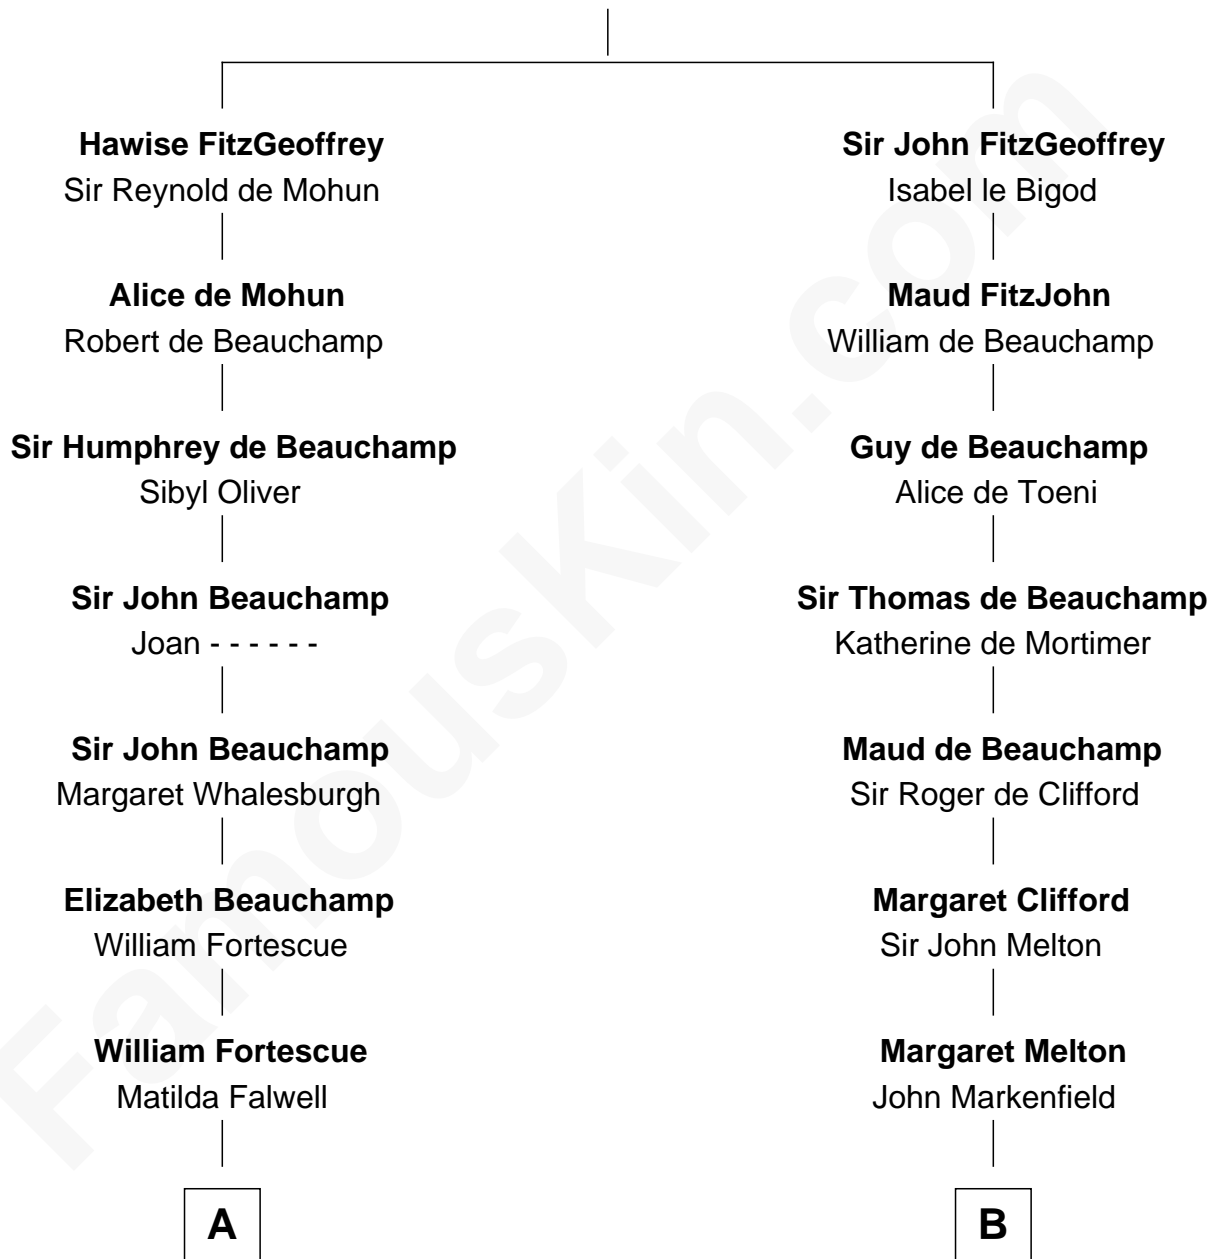 Hawise FitzGeoffrey
Sir Reynold de Mohun
Alice de Mohun
Robert de Beauchamp
Sir Humphrey de Beauchamp
Sibyl Oliver
Sir John Beauchamp
Joan - - - - - -
Sir John Beauchamp
Margaret Whalesburgh
Elizabeth Beauchamp
William Fortescue
William Fortescue
Matilda Falwell
A
Sir John FitzGeoffrey
Isabel le Bigod
Maud FitzJohn
William de Beauchamp
Guy de Beauchamp
Alice de Toeni
Sir Thomas de Beauchamp
Katherine de Mortimer
Maud de Beauchamp
Sir Roger de Clifford
Margaret Clifford
Sir John Melton
Margaret Melton
John Markenfield
B
FamousKin.com